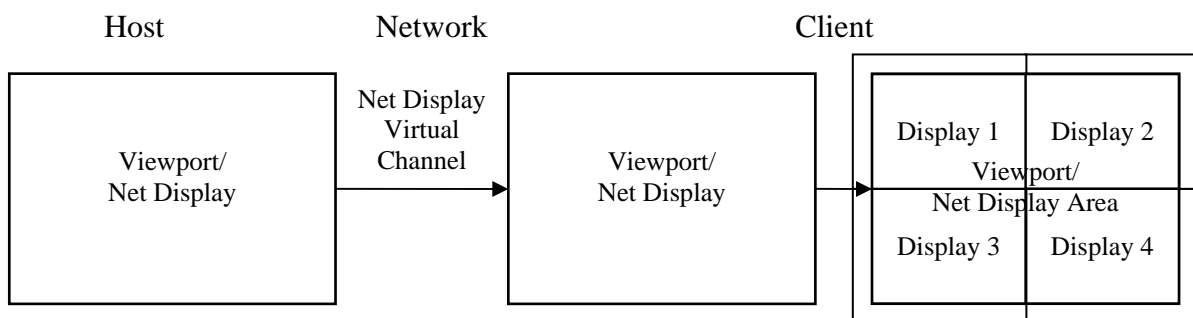 Host
Network
Client
Net Display
Virtual
Channel
Viewport/
Net Display
Viewport/
Net Display
Display 1
Display 2
Viewport/
Net Display Area
Display 3
Display 4